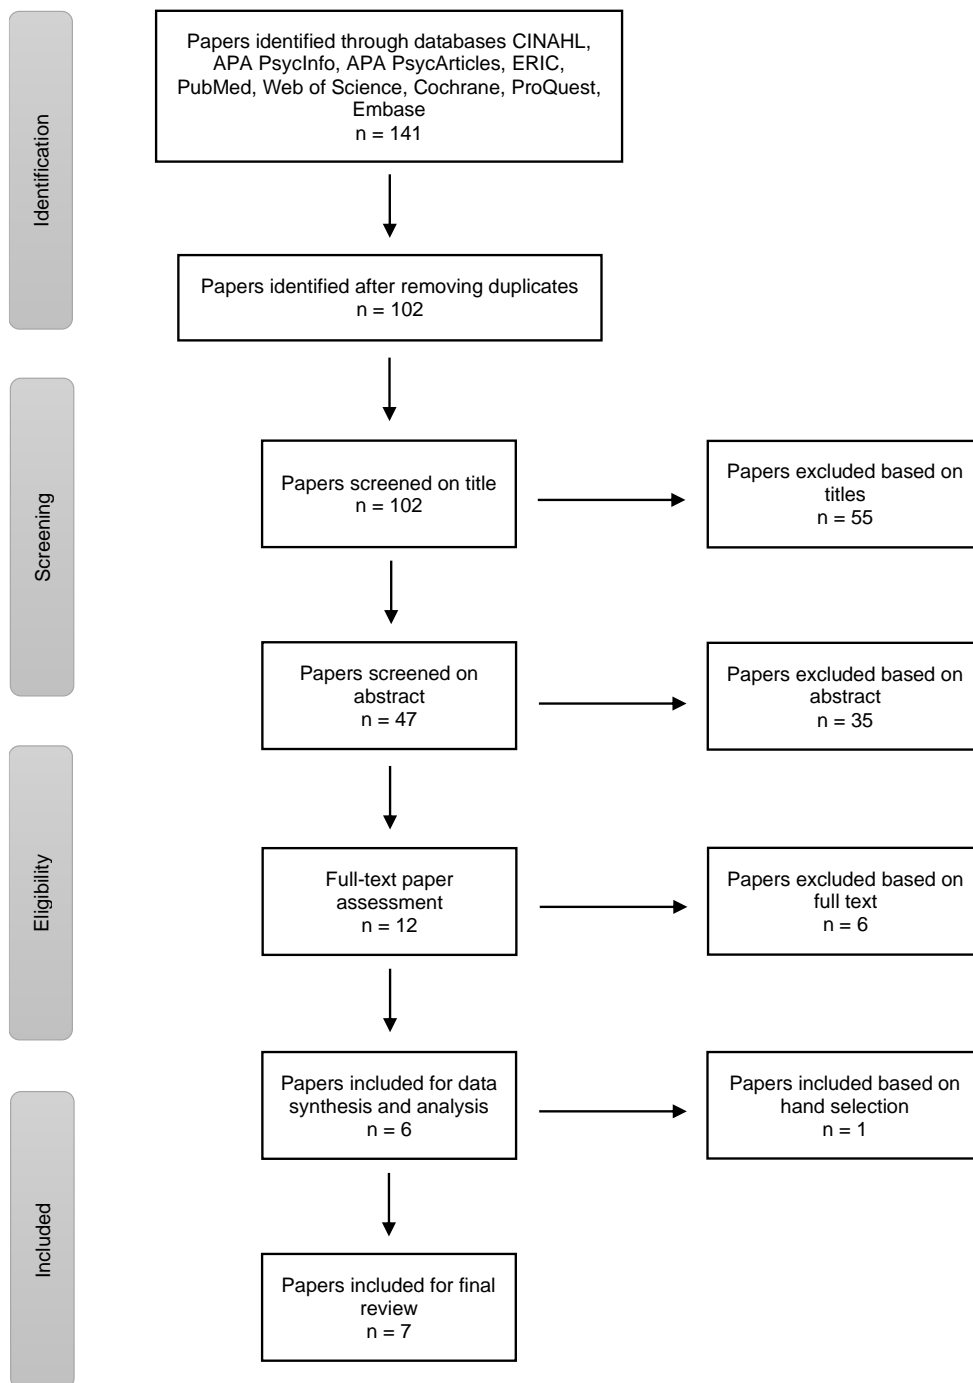 Identification
Papers identified through databases CINAHL,
APA PsycInfo, APA PsycArticles, ERIC,
PubMed, Web of Science, Cochrane, ProQuest,
Embase
n = 141
Papers identified after removing duplicates
n = 102
Screening
Papers screened on title
n = 102
Papers excluded based on
titles
n = 55
Papers screened on
abstract
n = 47
Papers excluded based on
abstract
n = 35
Eligibility
Full-text paper
assessment
n = 12
Papers excluded based on
full text
n = 6
Included
Papers included for data
synthesis and analysis
n = 6
Papers included based on
hand selection
n = 1
Papers included for final
review
n = 7